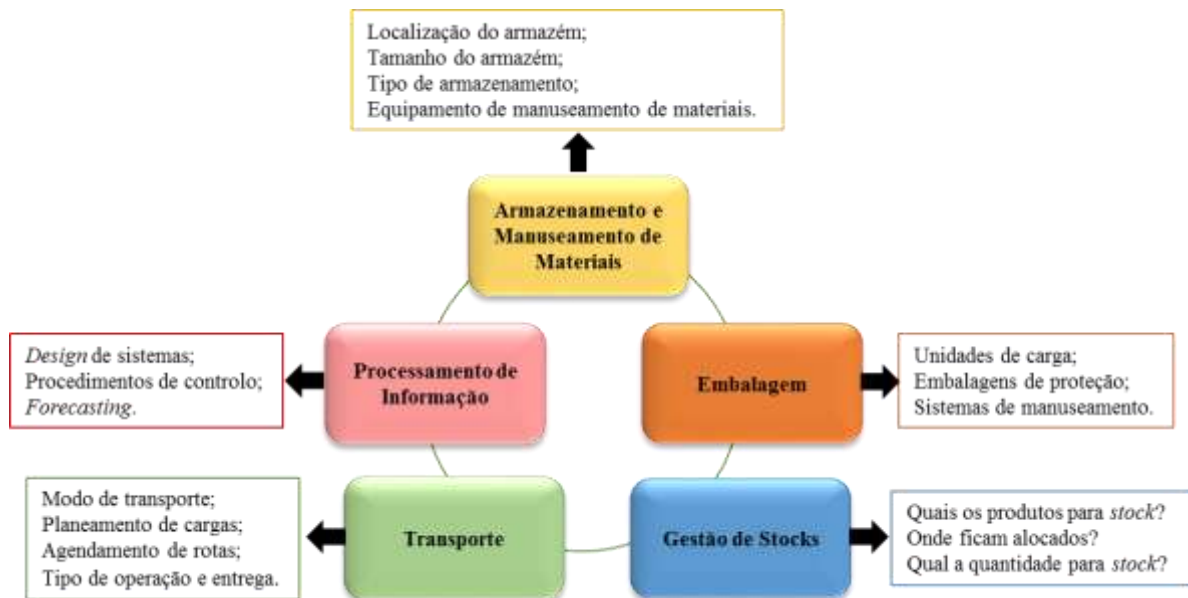 Localização do armazém;
Tamanho do armazém;
Tipo de armazenamento;
Equipamento de manuseamento de materiais.
Armazenamento e
Manuseamento de
Materiais
Design de sistemas;
Procedimentos de controlo;
Forecasting.
Processamento de
Informação
Embalagem
Unidades de carga;
Embalagens de proteção;
Sistemas de manuseamento.
Modo de transporte;
Planeamento de cargas;
Agendamento de rotas;
Tipo de operação e entrega.
Transporte
Gestão de Stocks
Quais os produtos para stock?
Onde ficam alocados?
Qual a quantidade para stock?